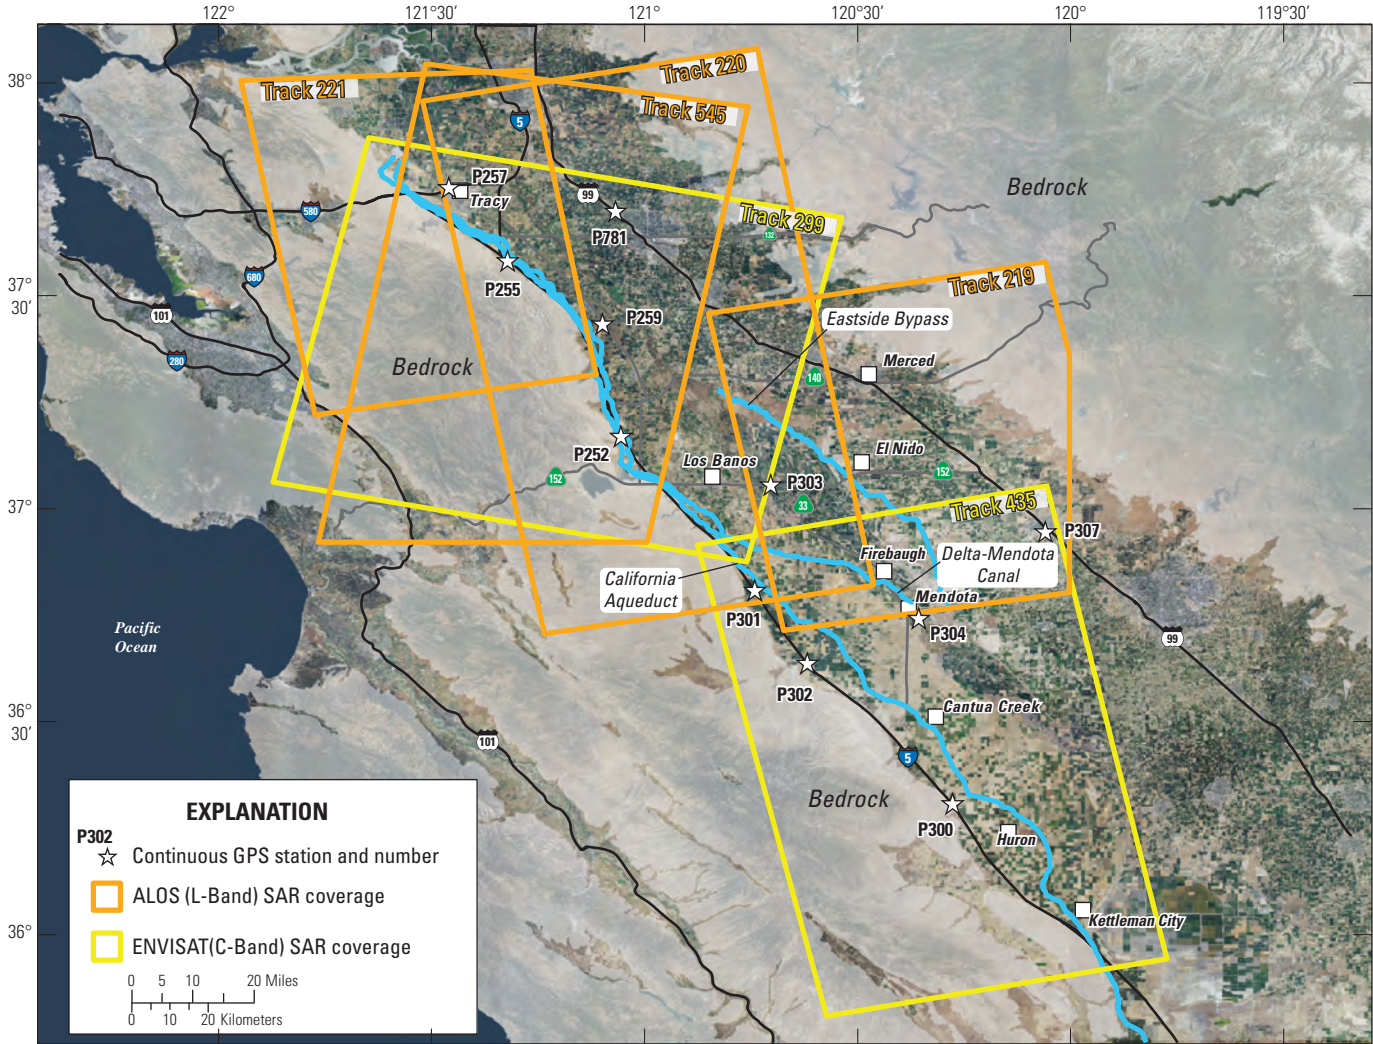 122°
121°30'
121°
120°30'
120°
119°30'
38°
37°
30'
37°
36°
30'
36°
Track 221
Track 220
Track 545
5
P257
Tracy
99
P781
580
Track 299
132
Bedrock
680
P255
101
P259
280
Track 219
Eastside Bypass
Bedrock
Merced
140
P252
152
Los Banos
El Nido
152
P303
33
Track 435
P307
Firebaugh
Delta-Mendota
Canal
California
Aqueduct
Mendota
P301
P304
Pacific
Ocean
99
P302
Cantua Creek
101
5
Bedrock
P300
Huron
Kettleman City
EXPLANATION
P302
Continuous GPS station and number
ALOS (L-Band) SAR coverage
ENVISAT(C-Band) SAR coverage
0 5 10 20 Miles
0 10 20 Kilometers